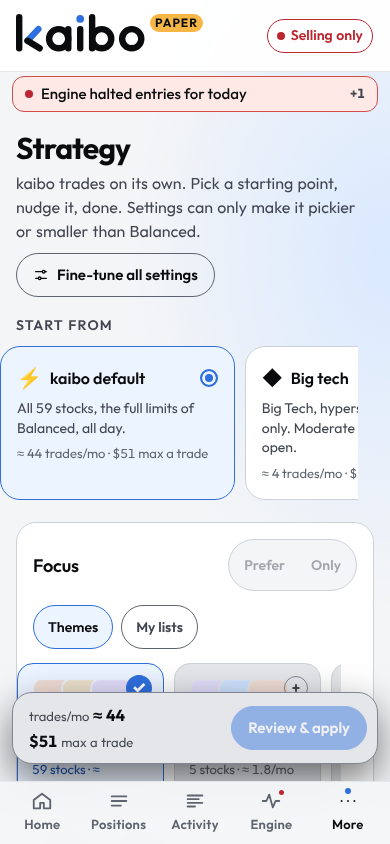 kaibo PAPER
Selling only
Engine halted entries for today +1
Strategy
kaibo trades on its own. Pick a starting point,
nudge it, done. Settings can only make it pickier
or smaller than Balanced.
Fine-tune all settings
START FROM
kaibo default
All 59 stocks, the full limits of
Balanced, all day.
≈ 44 trades/mo · $51 max a trade
Big tech
Big Tech, hypers
only. Moderate
open.
≈ 4 trades/mo · $
Focus
Prefer Only
Themes My lists
trades/mo ≈ 44
$51 max a trade
Review & apply
59 stocks · ≈
5 stocks · ≈ 1.8/mo
Home Positions Activity Engine More